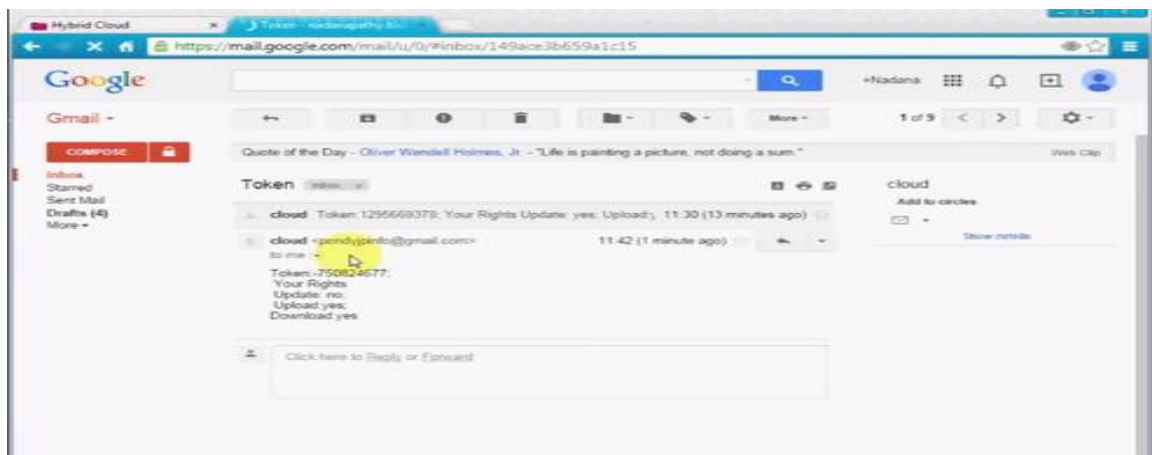 Hybrid Cloud
Token - nadanapathy.
https://mail.google.com/mail/u/0/#inbox/149ace3b659a1c15
Google
+Nadana
Gmail
More
1 of 9
COMPOSE
Quote of the Day - Oliver Wendell Holmes, Jr. - "Life is painting a picture, not doing a sum."
Web Clip
Inbox
Starred
Sent Mail
Drafts (4)
More
Token Inbox x
cloud
Add to circles
Show details
cloud Token:1295669378; Your Rights Update: yes; Upload:y 11:30 (13 minutes ago)
cloud <pondyjpinfo@gmail.com> 11:42 (1 minute ago)
to me
Token:-750824677;
Your Rights
Update: no;
Upload:yes;
Download:yes
Click here to Reply or Forward